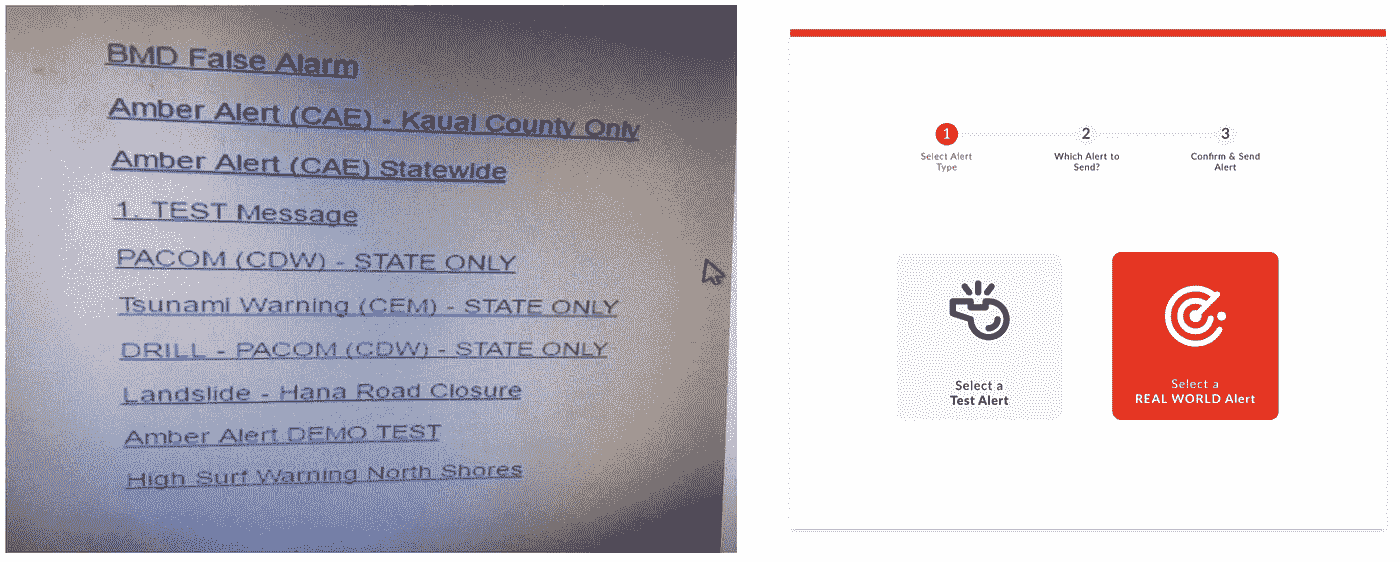 BMD False Alarm
Amber Alert (CAE) - Kauai County Only
Amber Alert (CAE) Statewide
1. TEST Message
PACOM (CDW) - STATE ONLY
Tsunami Warning (CEM) - STATE ONLY
DRILL - PACOM (CDW) - STATE ONLY
Landslide - Hana Road Closure
Amber Alert DEMO TEST
High Surf Warning North Shores
1
2
3
Select Alert
Type
Which Alert to
Send?
Confirm & Send
Alert
Select a
Test Alert
Select a
REAL WORLD Alert